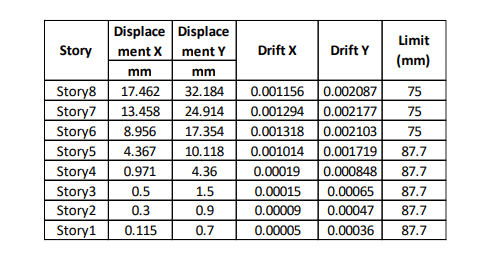 Story Displace ment X Displace ment Y Drift X Drift Y Limit (mm)
mm mm
Story8 17.462 32.184 0.001156 0.002087 75
Story7 13.458 24.914 0.001294 0.002177 75
Story6 8.956 17.354 0.001318 0.002103 75
Story5 4.367 10.118 0.001014 0.001719 87.7
Story4 0.971 4.36 0.00019 0.000848 87.7
Story3 0.5 1.5 0.00015 0.00065 87.7
Story2 0.3 0.9 0.00009 0.00047 87.7
Story1 0.115 0.7 0.00005 0.00036 87.7